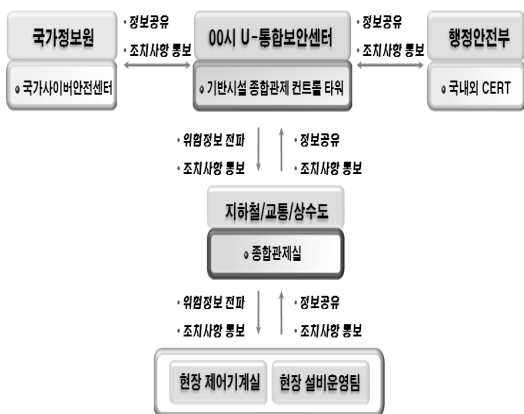 국가정보원
· 정보공유
· 조치사항 통보
00시 U-통합보안센터
· 정보공유
· 조치사항 통보
행정안전부
국가사이버안전센터
기반시설 종합관제 컨트롤 타워
국내외 CERT
· 위험정보 전파
· 조치사항 통보
· 정보공유
· 조치사항 통보
지하철/교통/상수도
종합관제실
· 위험정보 전파
· 조치사항 통보
· 정보공유
· 조치사항 통보
현장 제어기계실
현장 설비운영팀